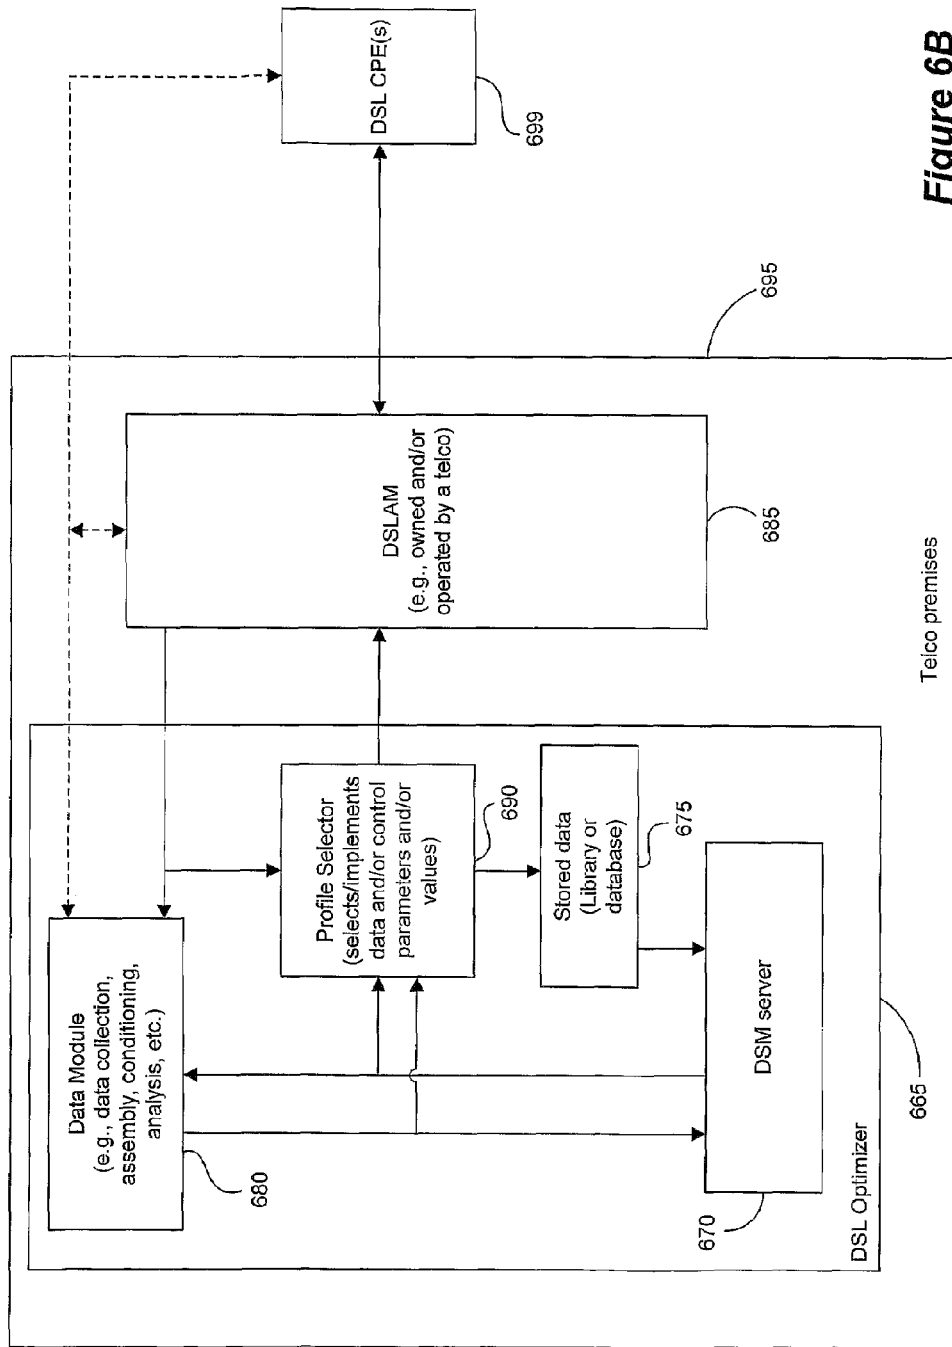 Data Module
(e.g., data collection,
assembly, conditioning,
analysis, etc.)
680
Profile Selector
(selects/implements
data and/or control
parameters and/or
values)
690
Stored data
(Library or
database)
675
DSM server
670
DSL Optimizer
665
DSLAM
(e.g., owned and/or
operated by a telco)
685
Telco premises
695
DSL CPE(s)
699
Figure 6B